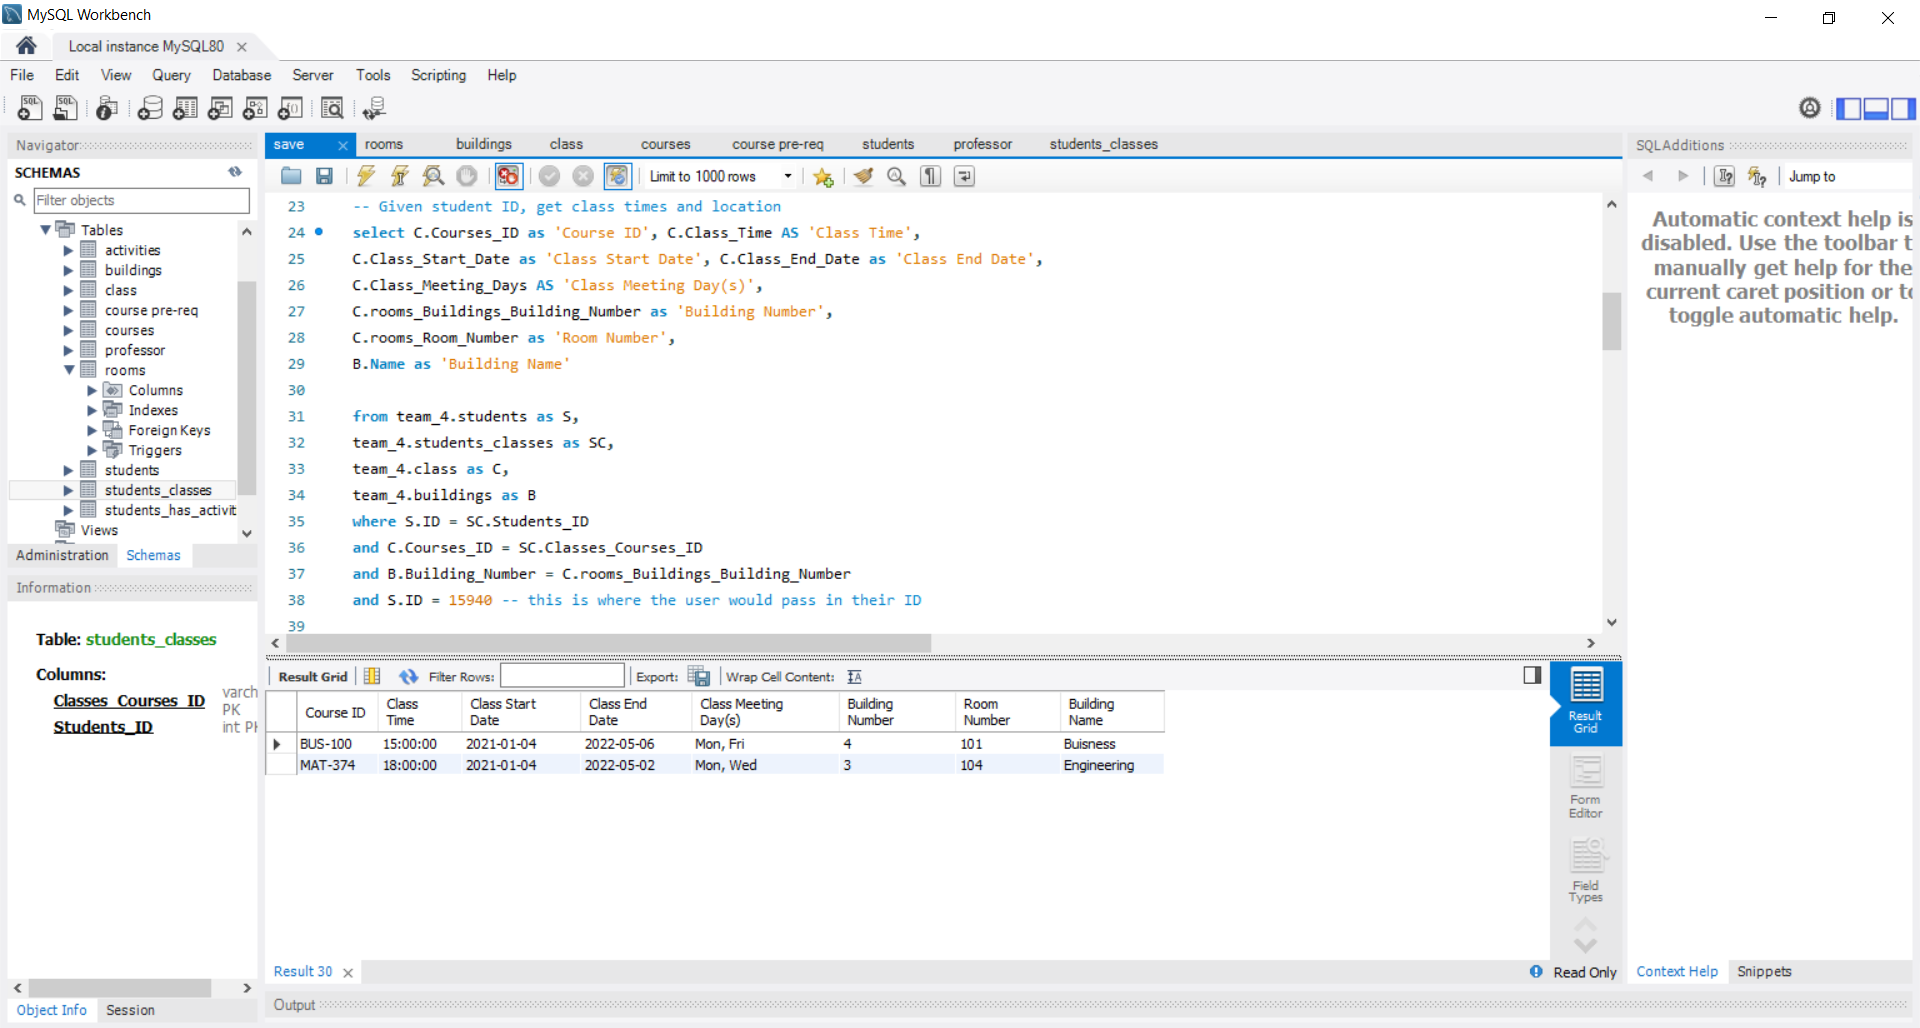 MySQL Workbench
Local instance MySQL80
File Edit View Query Database Server Tools Scripting Help
Navigator
SCHEMAS
Filter objects
Tables
activities
buildings
class
course pre-req
courses
professor
rooms
Columns
Indexes
Foreign Keys
Triggers
students
students_classes
students_has_activit
Views
Administration Schemas
Information
Table: students_classes
Columns:
Classes_Courses_ID varch
PK
Students_ID int PK
Object Info Session
save rooms buildings class courses course pre-req students professor students_classes
Limit to 1000 rows
23 -- Given student ID, get class times and location
24 select C.Courses_ID as 'Course ID', C.Class_Time AS 'Class Time',
25 C.Class_Start_Date as 'Class Start Date', C.Class_End_Date as 'Class End Date',
26 C.Class_Meeting_Days AS 'Class Meeting Day(s)',
27 C.rooms_Buildings_Building_Number as 'Building Number',
28 C.rooms_Room_Number as 'Room Number',
29 B.Name as 'Building Name'
30
31 from team_4.students as S,
32 team_4.students_classes as SC,
33 team_4.class as C,
34 team_4.buildings as B
35 where S.ID = SC.Students_ID
36 and C.Courses_ID = SC.Classes_Courses_ID
37 and B.Building_Number = C.rooms_Buildings_Building_Number
38 and S.ID = 15940 -- this is where the user would pass in their ID
39
Result Grid Filter Rows: Export: Wrap Cell Content:
Course ID Class Time Class Start Date Class End Date Class Meeting Day(s) Building Number Room Number Building Name
BUS-100 15:00:00 2021-01-04 2022-05-06 Mon, Fri 4 101 Buisness
MAT-374 18:00:00 2021-01-04 2022-05-02 Mon, Wed 3 104 Engineering
Result Grid
Form Editor
Field Types
Result 30
Read Only
Output
SQLAdditions
Jump to
Automatic context help is
disabled. Use the toolbar t
manually get help for the
current caret position or to
toggle automatic help.
Context Help Snippets